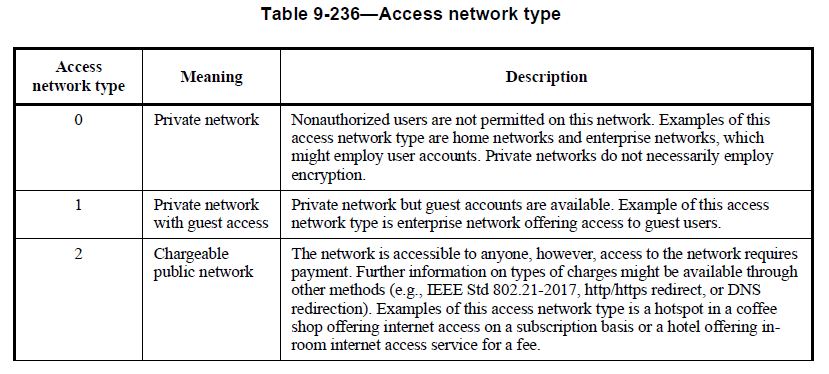 Table 9-236—Access network type
Access
network type
Meaning
Description
0
Private network
Nonauthorized users are not permitted on this network. Examples of this
access network type are home networks and enterprise networks, which
might employ user accounts. Private networks do not necessarily employ
encryption.
1
Private network
with guest access
Private network but guest accounts are available. Example of this access
network type is enterprise network offering access to guest users.
2
Chargeable
public network
The network is accessible to anyone, however, access to the network requires
payment. Further information on types of charges might be available through
other methods (e.g., IEEE Std 802.21-2017, http/https redirect, or DNS
redirection). Examples of this access network type is a hotspot in a coffee
shop offering internet access on a subscription basis or a hotel offering in-
room internet access service for a fee.